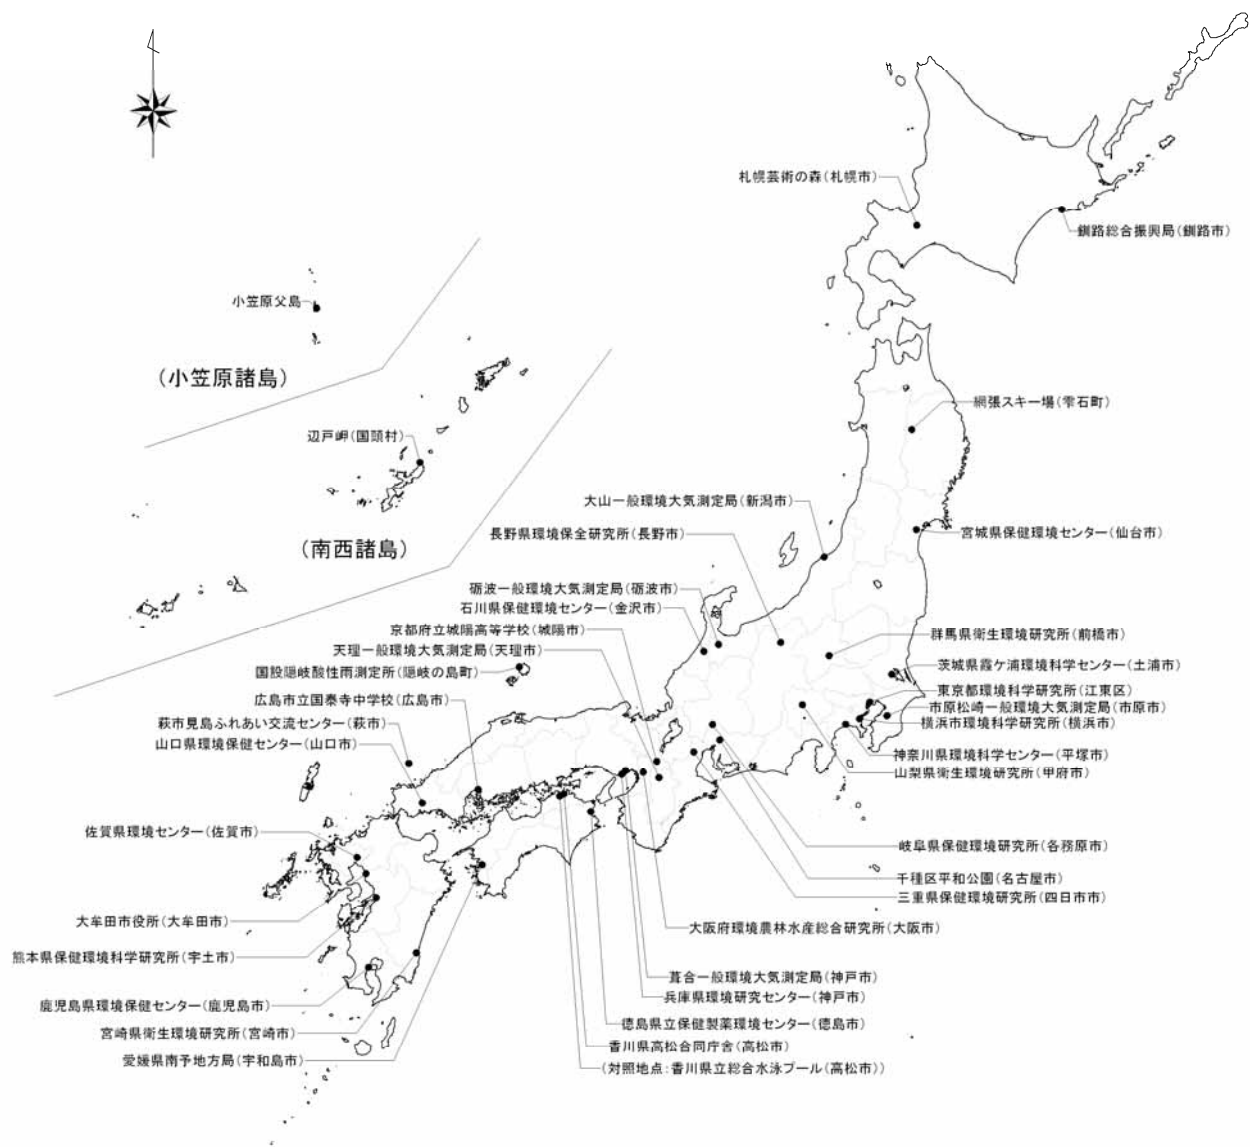 札幌芸術の森(札幌市)
釧路総合振興局(釧路市)
小笠原父島
(小笠原諸島)
網張スキー場(雫石町)
辺戸岬(国頭村)
大山一般環境大気測定局(新潟市)
長野県環境保全研究所(長野市)
宮城県保健環境センター(仙台市)
(南西諸島)
砺波一般環境大気測定局(砺波市)
石川県保健環境センター(金沢市)
京都府立城陽高等学校(城陽市)
群馬県衛生環境研究所(前橋市)
天理一般環境大気測定局(天理市)
茨城県霞ケ浦環境科学センター(土浦市)
国設隠岐酸性雨測定所(隠岐の島町)
東京都環境科学研究所(江東区)
広島市立国泰寺中学校(広島市)
市原松崎一般環境大気測定局(市原市)
萩市見島ふれあい交流センター(萩市)
横浜市環境科学研究所(横浜市)
山口県環境保健センター(山口市)
神奈川県環境科学センター(平塚市)
山梨県衛生環境研究所(甲府市)
佐賀県環境センター(佐賀市)
岐阜県保健環境研究所(各務原市)
千種区平和公園(名古屋市)
三重県保健環境研究所(四日市市)
大牟田市役所(大牟田市)
大阪府環境農林水産総合研究所(大阪市)
熊本県保健環境科学研究所(宇土市)
葺合一般環境大気測定局(神戸市)
兵庫県環境研究センター(神戸市)
鹿児島県環境保健センター(鹿児島市)
徳島県立保健製薬環境センター(徳島市)
宮崎県衛生環境研究所(宮崎市)
香川県高松合同庁舎(高松市)
愛媛県南予地方局(宇和島市)
(対照地点:香川県立総合水泳プール(高松市))